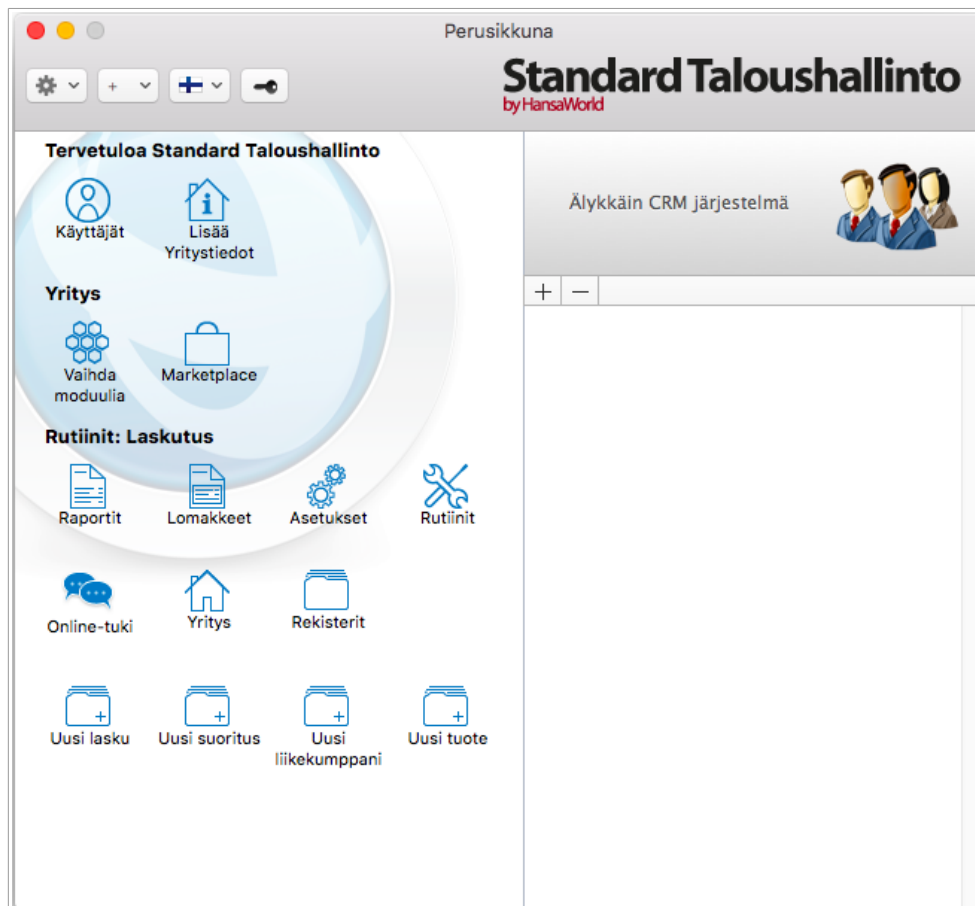 Perusikkuna
Standard Taloushallinto
by HansaWorld
Tervetuloa Standard Taloushallinto
Käyttäjät
Lisää
Yritystiedot
Älykkäin CRM järjestelmä
Yritys
Vaihda
moduulia
Marketplace
Rutiinit: Laskutus
Raportit
Lomakkeet
Asetukset
Rutiinit
Online-tuki
Yritys
Rekisterit
Uusi lasku
Uusi suoritus
Uusi
liikekumppani
Uusi tuote